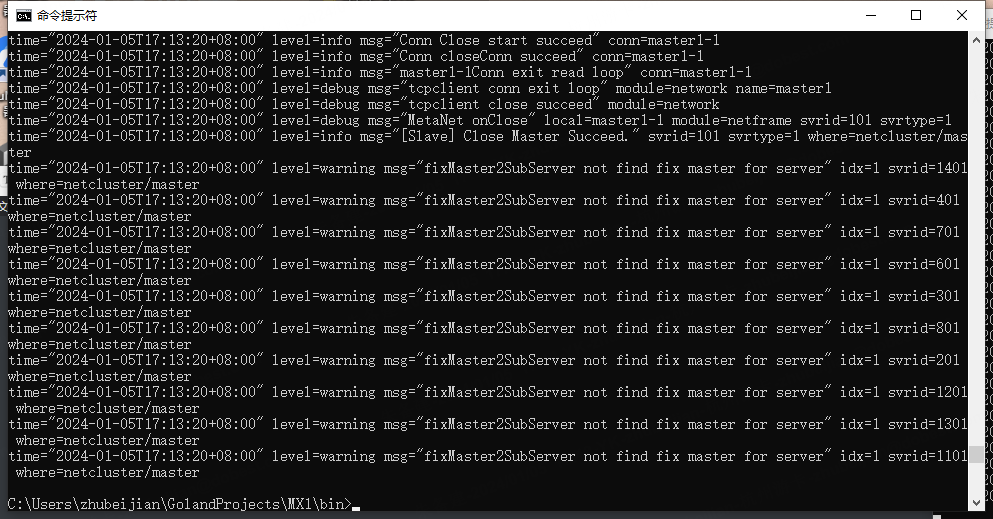 命令提示符
time="2024-01-05T17:13:20+08:00" level=info msg="Conn Close start succeed" conn=master1-1
time="2024-01-05T17:13:20+08:00" level=info msg="Conn closeConn succeed" conn=master1-1
time="2024-01-05T17:13:20+08:00" level=info msg="master1-1Conn exit read loop" conn=master1-1
time="2024-01-05T17:13:20+08:00" level=debug msg="tcpclient conn exit loop" module=network name=master1
time="2024-01-05T17:13:20+08:00" level=debug msg="tcpclient close succeed" module=network
time="2024-01-05T17:13:20+08:00" level=debug msg="MetaNet onClose" local=master1-1 module=netframe svrid=101 svrtype=1
time="2024-01-05T17:13:20+08:00" level=info msg="[Slave] Close Master Succeed." svrid=101 svrtype=1 where=netcluster/mas
ter
time="2024-01-05T17:13:20+08:00" level=warning msg="fixMaster2SubServer not find fix master for server" idx=1 svrid=1401
 where=netcluster/master
time="2024-01-05T17:13:20+08:00" level=warning msg="fixMaster2SubServer not find fix master for server" idx=1 svrid=401
where=netcluster/master
time="2024-01-05T17:13:20+08:00" level=warning msg="fixMaster2SubServer not find fix master for server" idx=1 svrid=701
where=netcluster/master
time="2024-01-05T17:13:20+08:00" level=warning msg="fixMaster2SubServer not find fix master for server" idx=1 svrid=601
where=netcluster/master
time="2024-01-05T17:13:20+08:00" level=warning msg="fixMaster2SubServer not find fix master for server" idx=1 svrid=301
where=netcluster/master
time="2024-01-05T17:13:20+08:00" level=warning msg="fixMaster2SubServer not find fix master for server" idx=1 svrid=801
where=netcluster/master
time="2024-01-05T17:13:20+08:00" level=warning msg="fixMaster2SubServer not find fix master for server" idx=1 svrid=201
where=netcluster/master
time="2024-01-05T17:13:20+08:00" level=warning msg="fixMaster2SubServer not find fix master for server" idx=1 svrid=1201
 where=netcluster/master
time="2024-01-05T17:13:20+08:00" level=warning msg="fixMaster2SubServer not find fix master for server" idx=1 svrid=1301
 where=netcluster/master
time="2024-01-05T17:13:20+08:00" level=warning msg="fixMaster2SubServer not find fix master for server" idx=1 svrid=1101
 where=netcluster/master
C:\Users\zhubeijian\GolandProjects\MX1\bin>